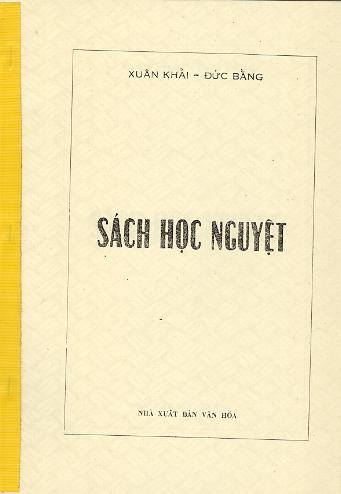 XUÂN KHẢI - ĐỨC BẰNG
SÁCH HỌC NGUYỆT
NHÀ XUẤT BẢN VĂN HÓA